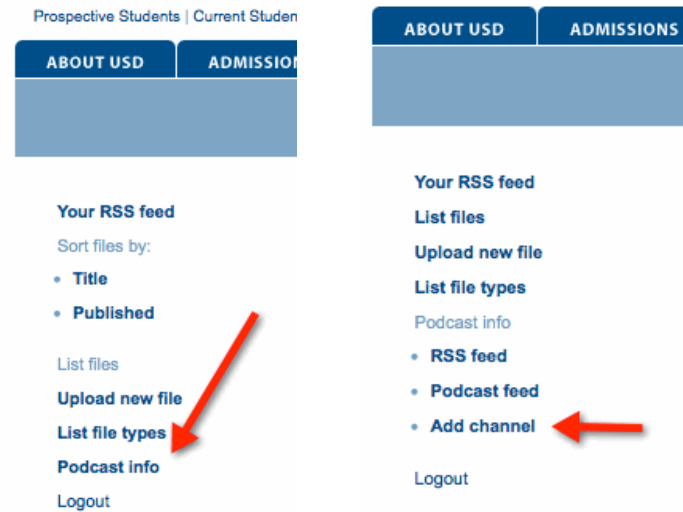 Prospective Students | Current Studen
ABOUT USD ADMISSION
Your RSS feed
Sort files by:
• Title
• Published
List files
Upload new file
List file types
Podcast info
Logout
ABOUT USD ADMISSIONS
Your RSS feed
List files
Upload new file
List file types
Podcast info
• RSS feed
• Podcast feed
• Add channel
Logout